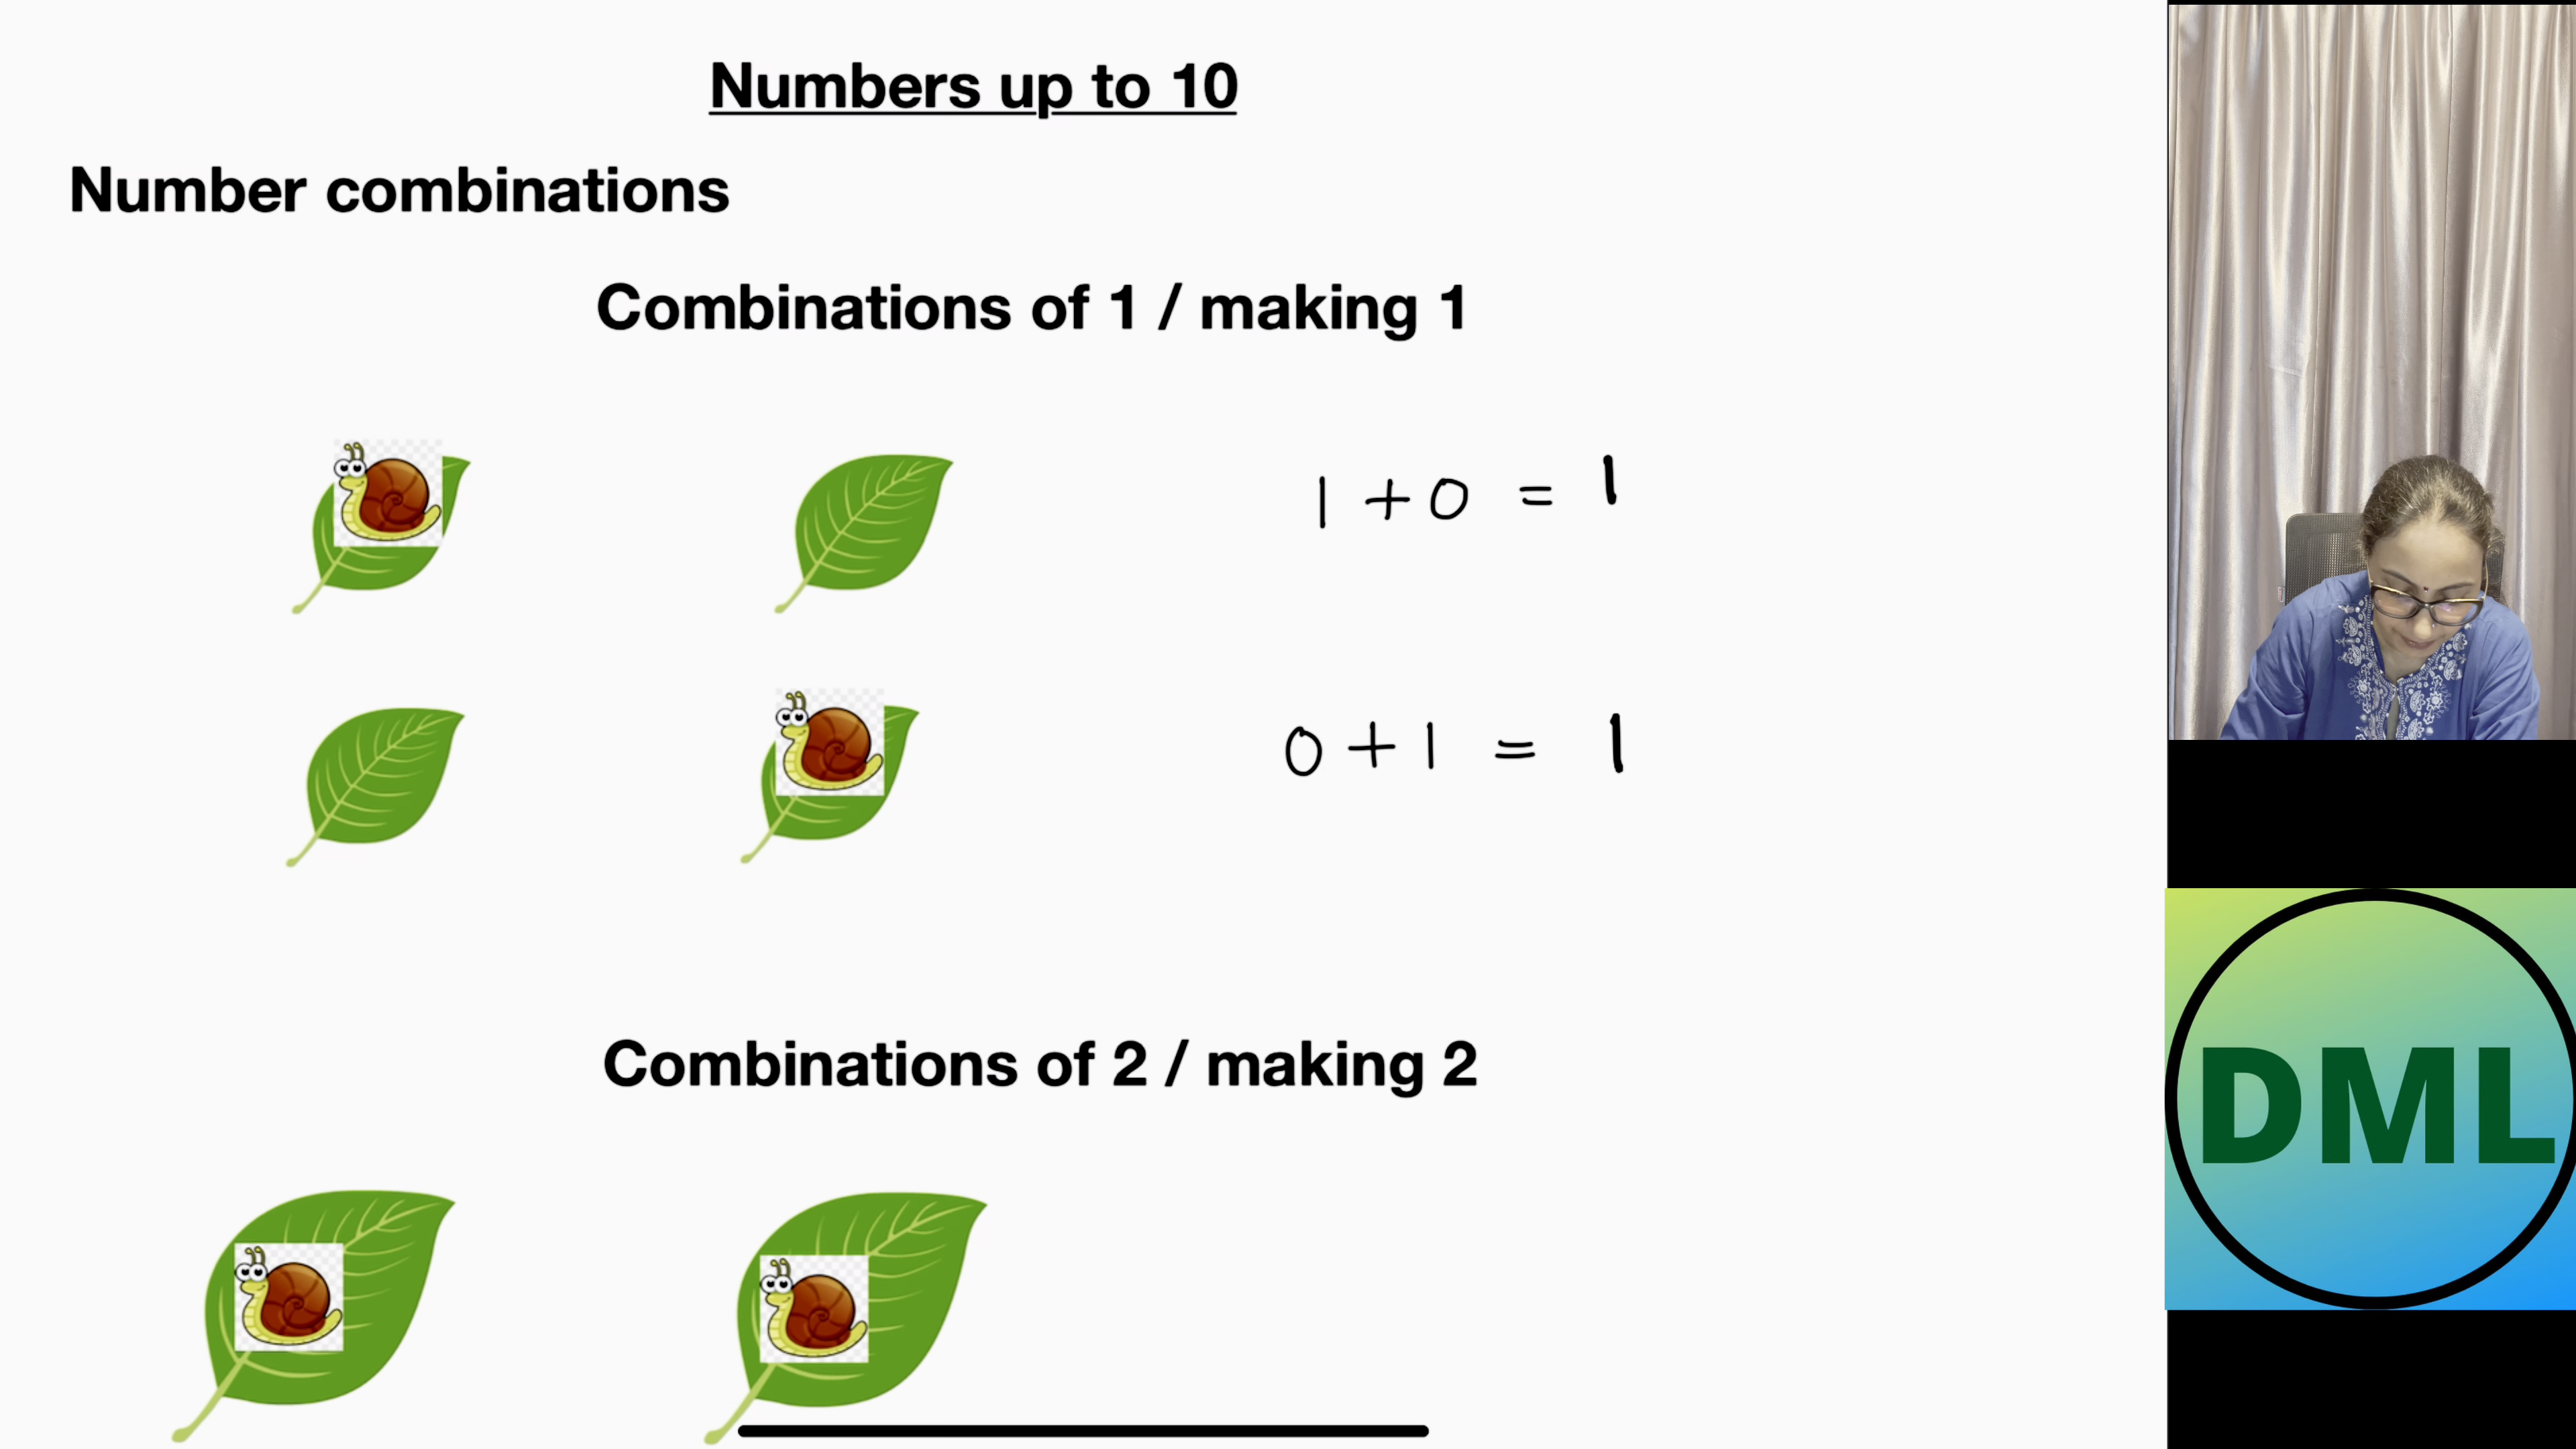 Numbers up to 10
Number combinations
Combinations of 1 / making 1
1 + 0 = 1
0 + 1 = 1
Combinations of 2 / making 2
DML